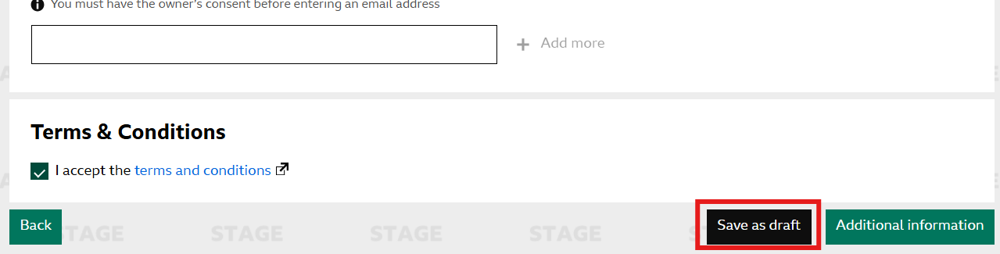 You must have the owner's consent before entering an email address
Add more
Terms & Conditions
I accept the terms and conditions
Back
Save as draft
Additional information
STAGE STAGE STAGE STAGE